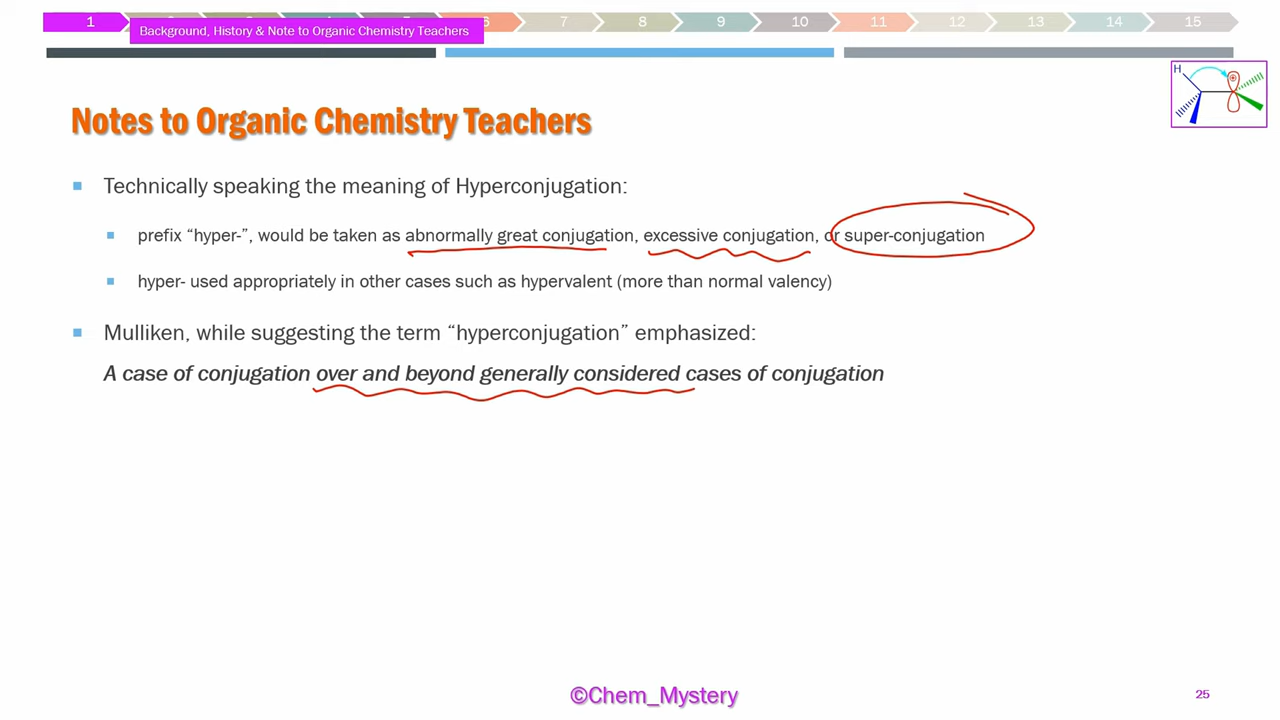 1 6 7 8 9 10 11 12 13 14 15
Background, History & Note to Organic Chemistry Teachers
H
Notes to Organic Chemistry Teachers
Technically speaking the meaning of Hyperconjugation:
prefix “hyper-”, would be taken as abnormally great conjugation, excessive conjugation, or super-conjugation
hyper- used appropriately in other cases such as hypervalent (more than normal valency)
Mulliken, while suggesting the term “hyperconjugation” emphasized:
A case of conjugation over and beyond generally considered cases of conjugation
©Chem_Mystery
25